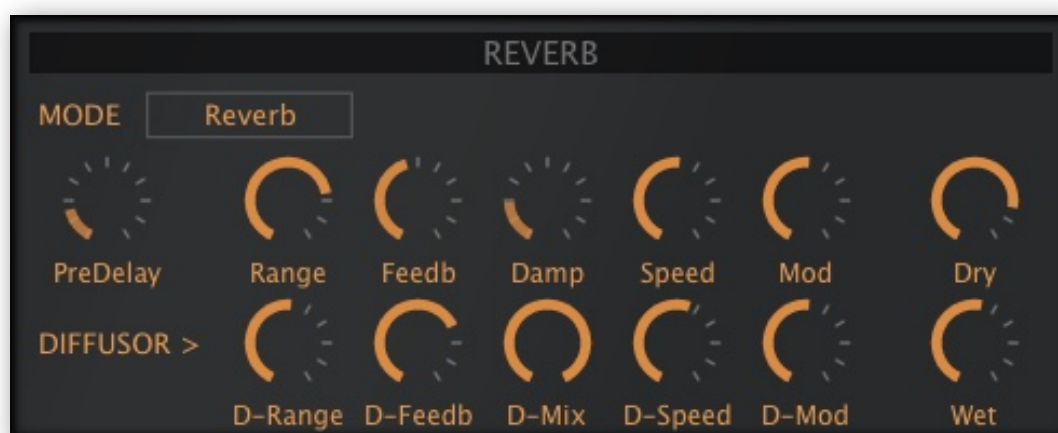 REVERB
MODE Reverb
PreDelay Range Feedb Damp Speed Mod Dry
DIFFUSOR >
D-Range D-Feedb D-Mix D-Speed D-Mod Wet